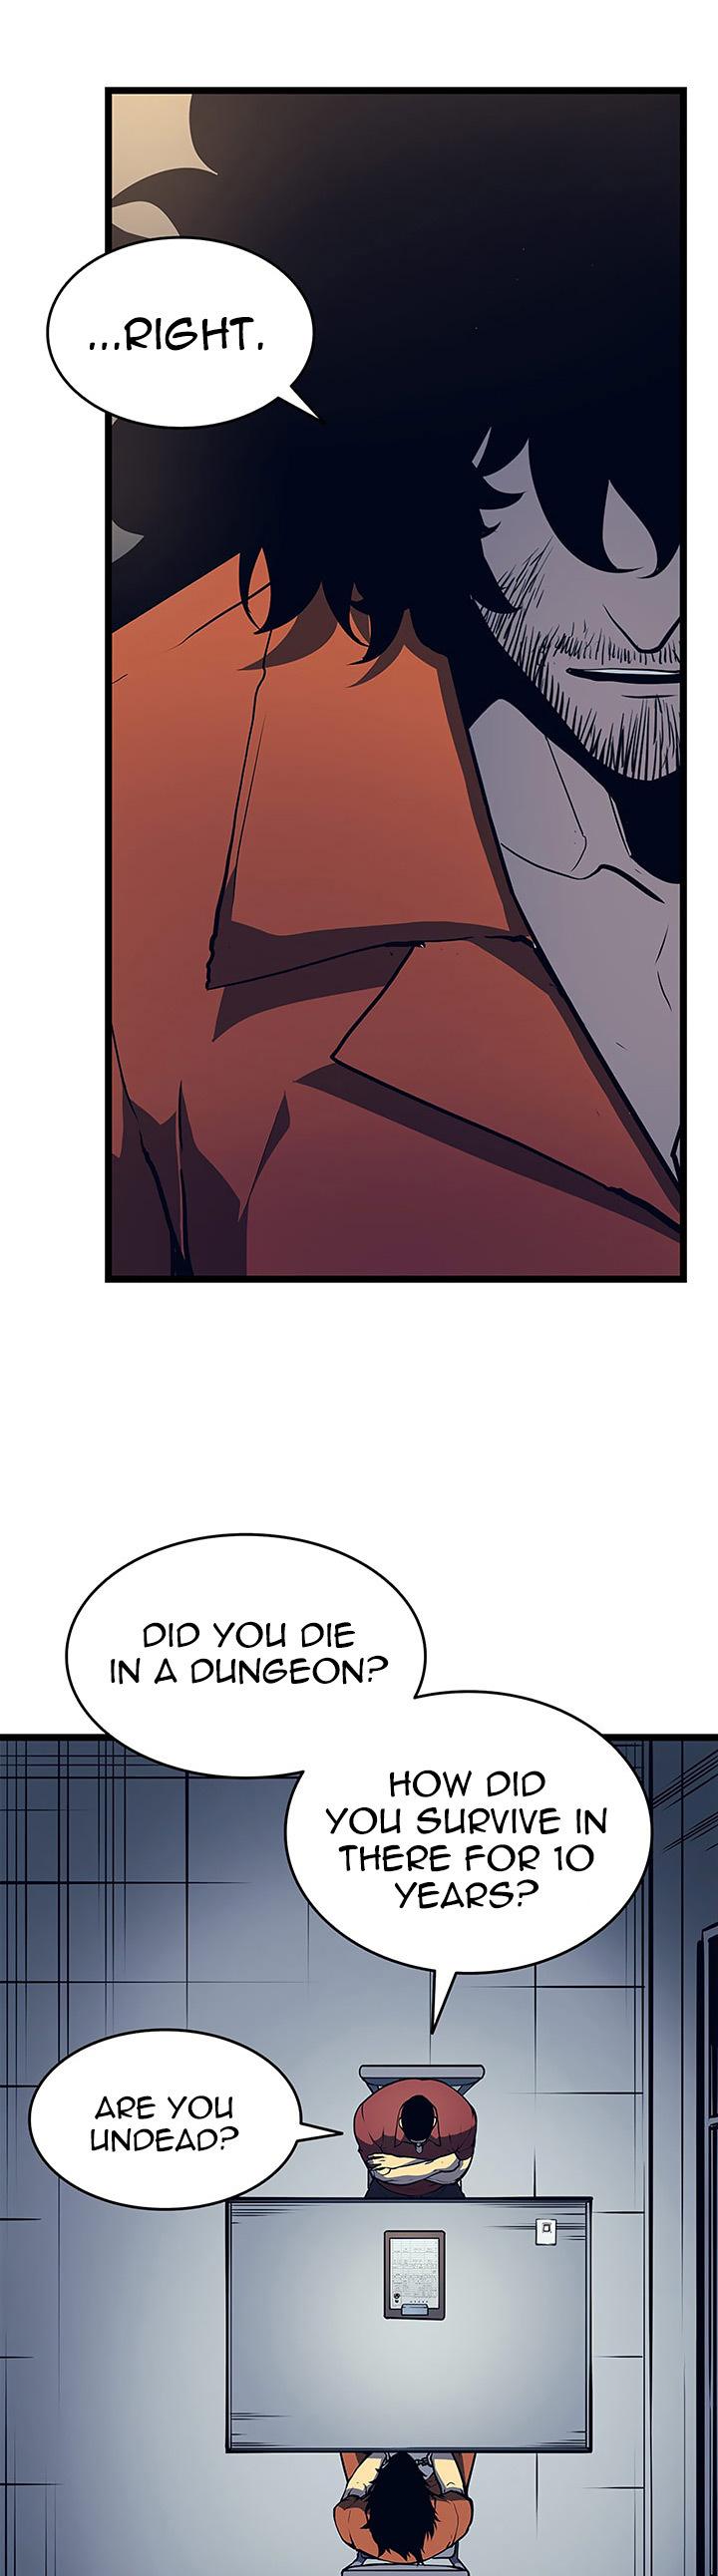 ...RIGHT.
DID YOU DIE
IN A DUNGEON?
HOW DID
YOU SURVIVE IN
THERE FOR 10
YEARS?
ARE YOU
UNDEAD?